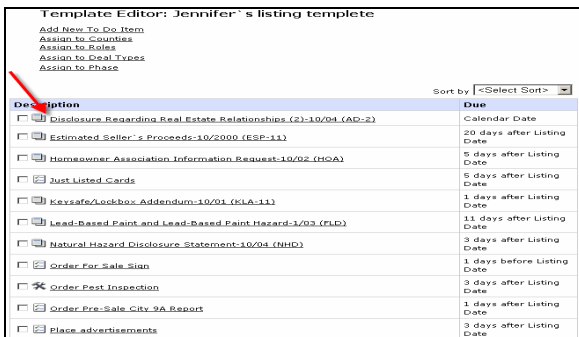 Template Editor: Jennifer`s listing templete
Add New To Do Item
Assign to Counties
Assign to Roles
Assign to Deal Types
Assign to Phase
Sort by <Select Sort>
Description Due
Disclosure Regarding Real Estate Relationships (2)-10/04 (AD-2) Calendar Date
Estimated Seller`s Proceeds-10/2000 (ESP-11) 20 days after Listing
Date
Homeowner Association Information Request-10/02 (HOA) 5 days after Listing
Date
Just Listed Cards 5 days after Listing
Date
Keysafe/Lockbox Addendum-10/01 (KLA-11) 1 days after Listing
Date
Lead-Based Paint and Lead-Based Paint Hazard-1/03 (FLD) 11 days after Listing
Date
Natural Hazard Disclosure Statement-10/04 (NHD) 3 days after Listing
Date
Order For Sale Sign 1 days before Listing
Date
Order Pest Inspection 3 days after Listing
Date
Order Pre-Sale City 9A Report 1 days after Listing
Date
Place advertisements 3 days after Listing
Date